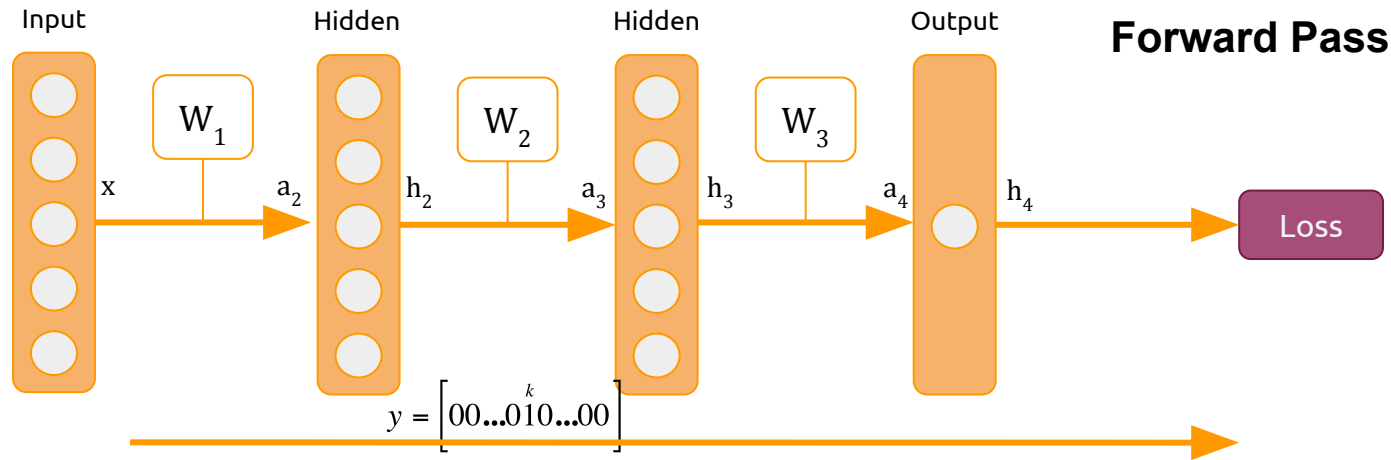 Input
Hidden
Hidden
Output
Forward Pass
W₁
W₂
W₃
x
a₂
h₂
a₃
h₃
a₄
h₄
Loss
k
y = [00...010...00]